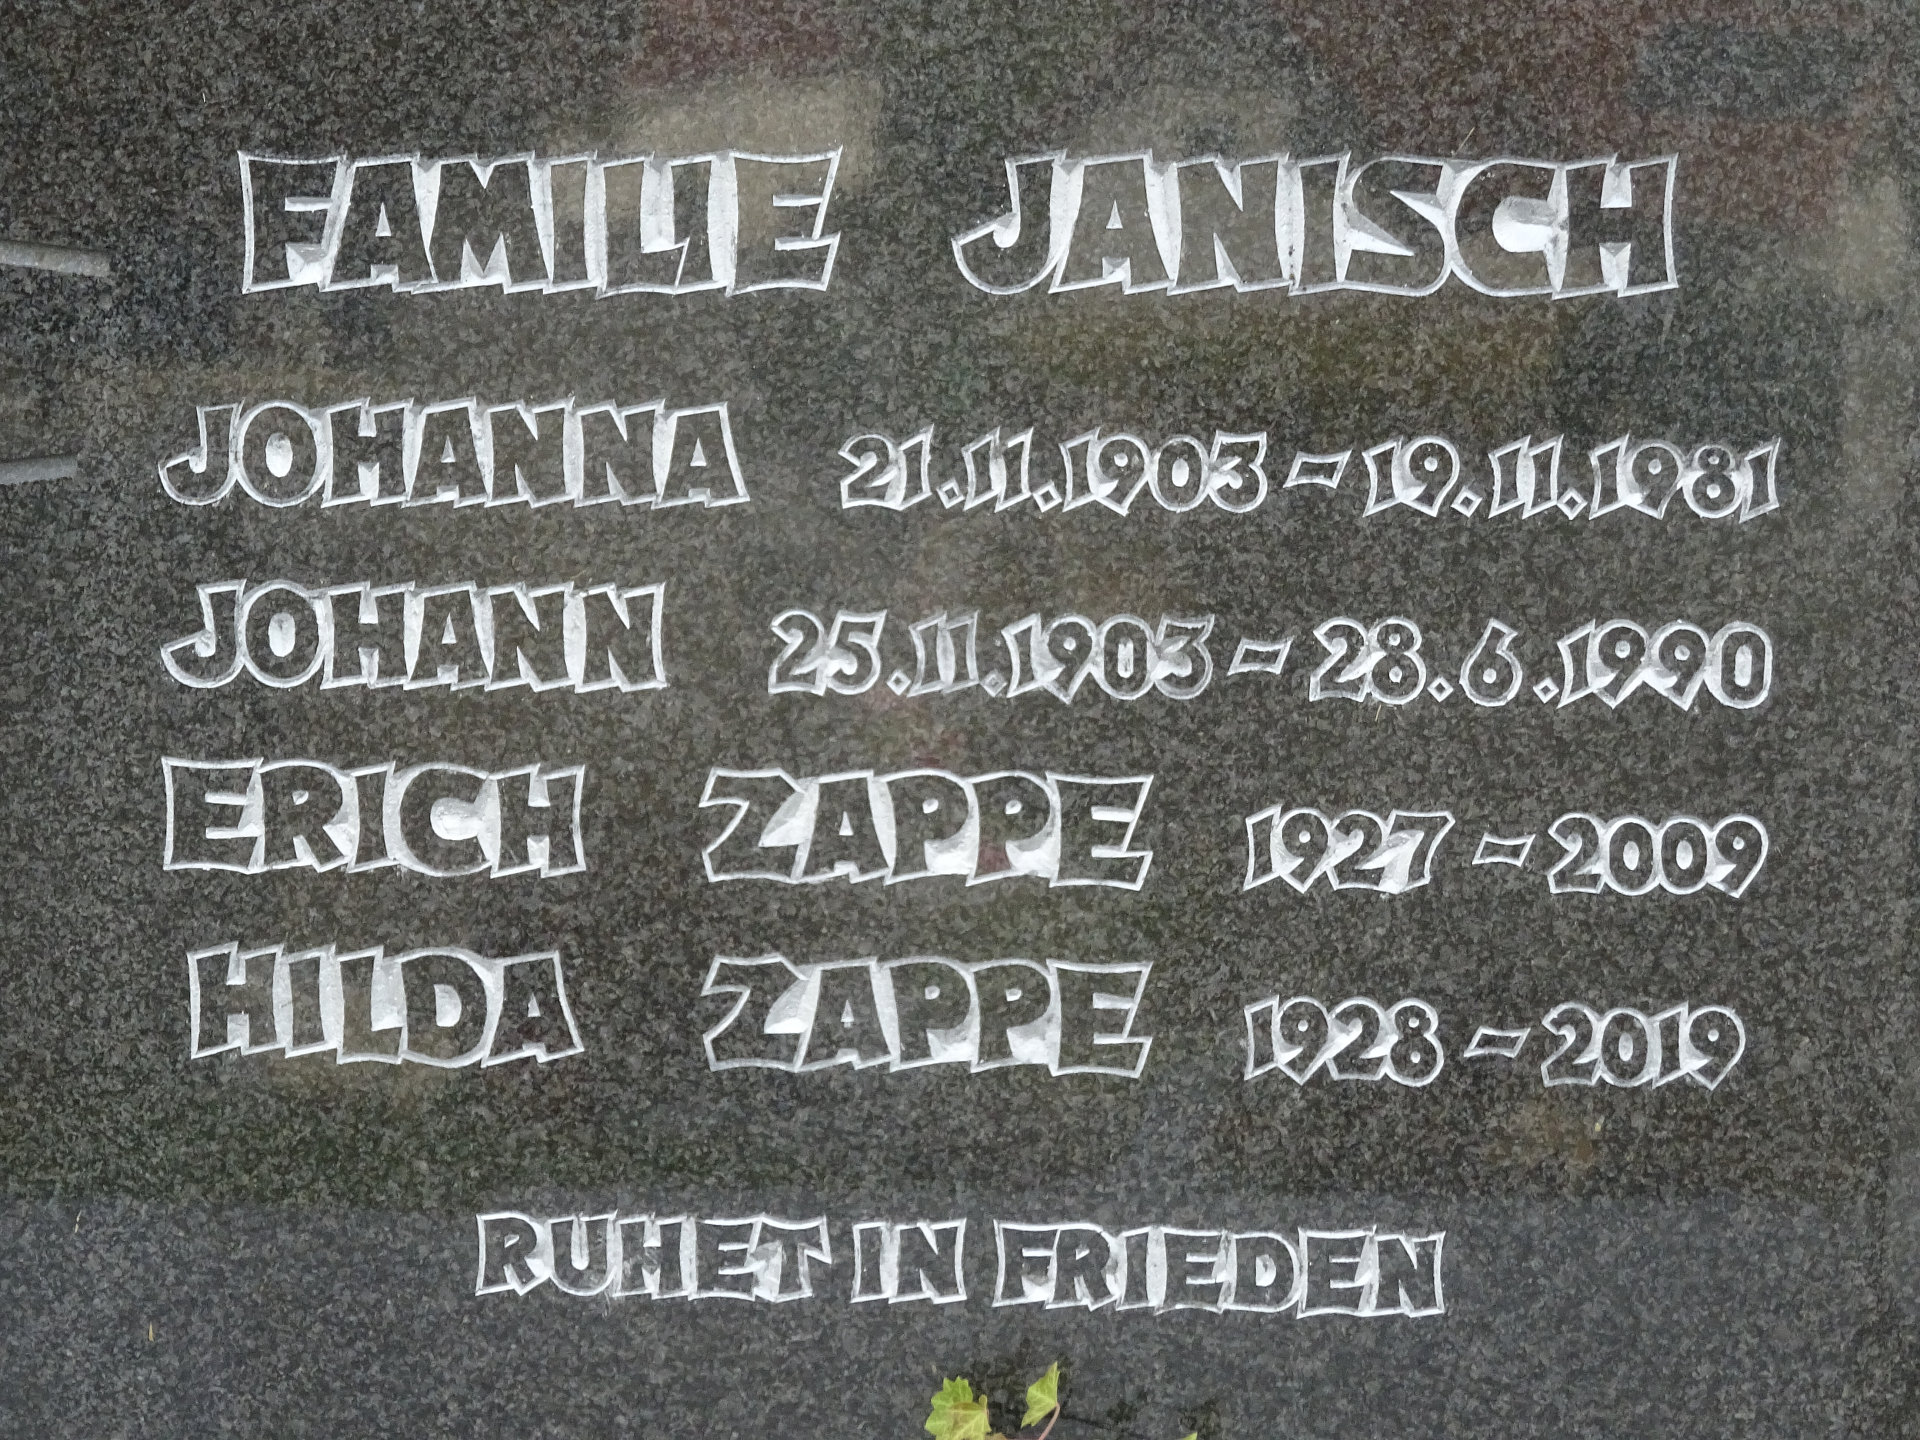 FAMILIE JANISCH
JOHANNA 21.11.1903 - 19.11.1981
JOHANN 25.11.1903 - 28.6.1990
ERICH ZAPPE 1927 - 2009
HILDA ZAPPE 1928 - 2019
RUHET IN FRIEDEN